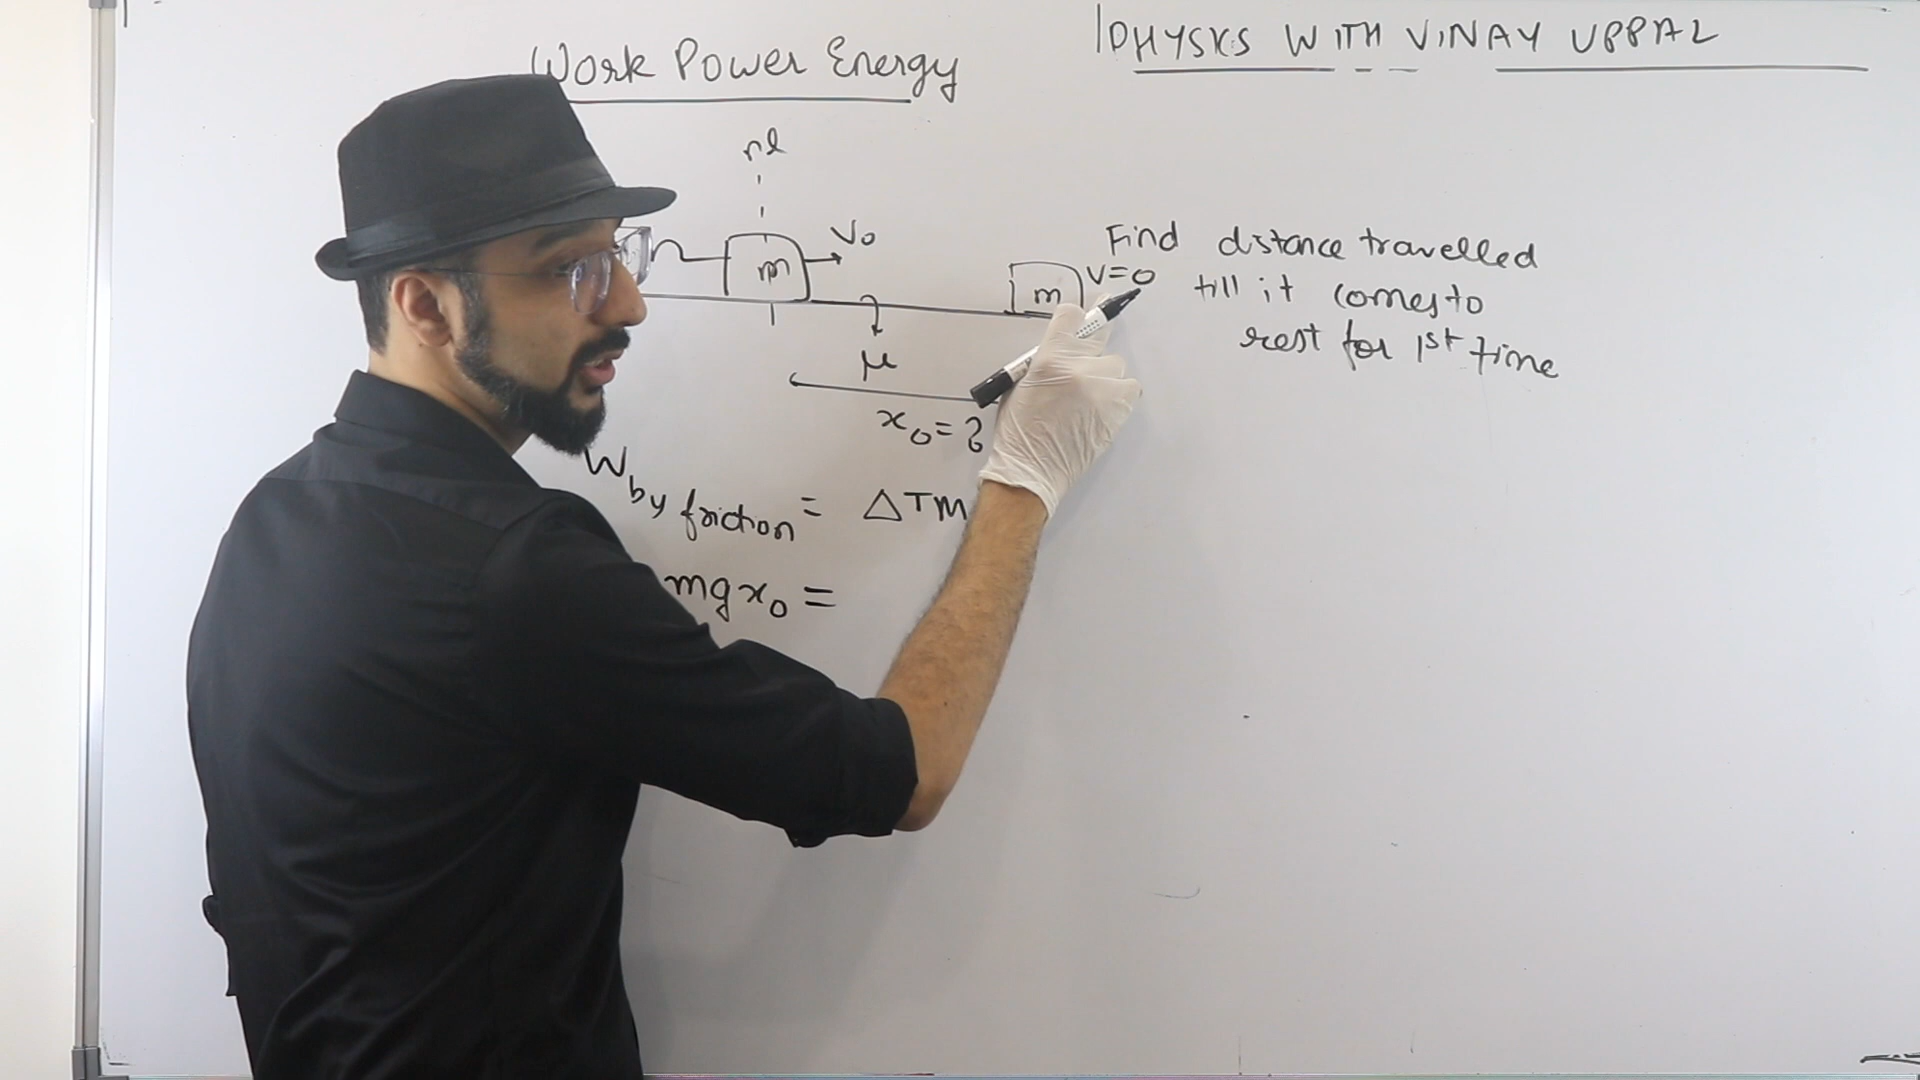 Work Power Energy
PHYSICS WITH VINAY UPPAL
nl
m
V₀
Find distance travelled
m
V=0
till it comes to
rest for 1st time
μ
x₀=?
W by friction = ΔTM
mgx₀=